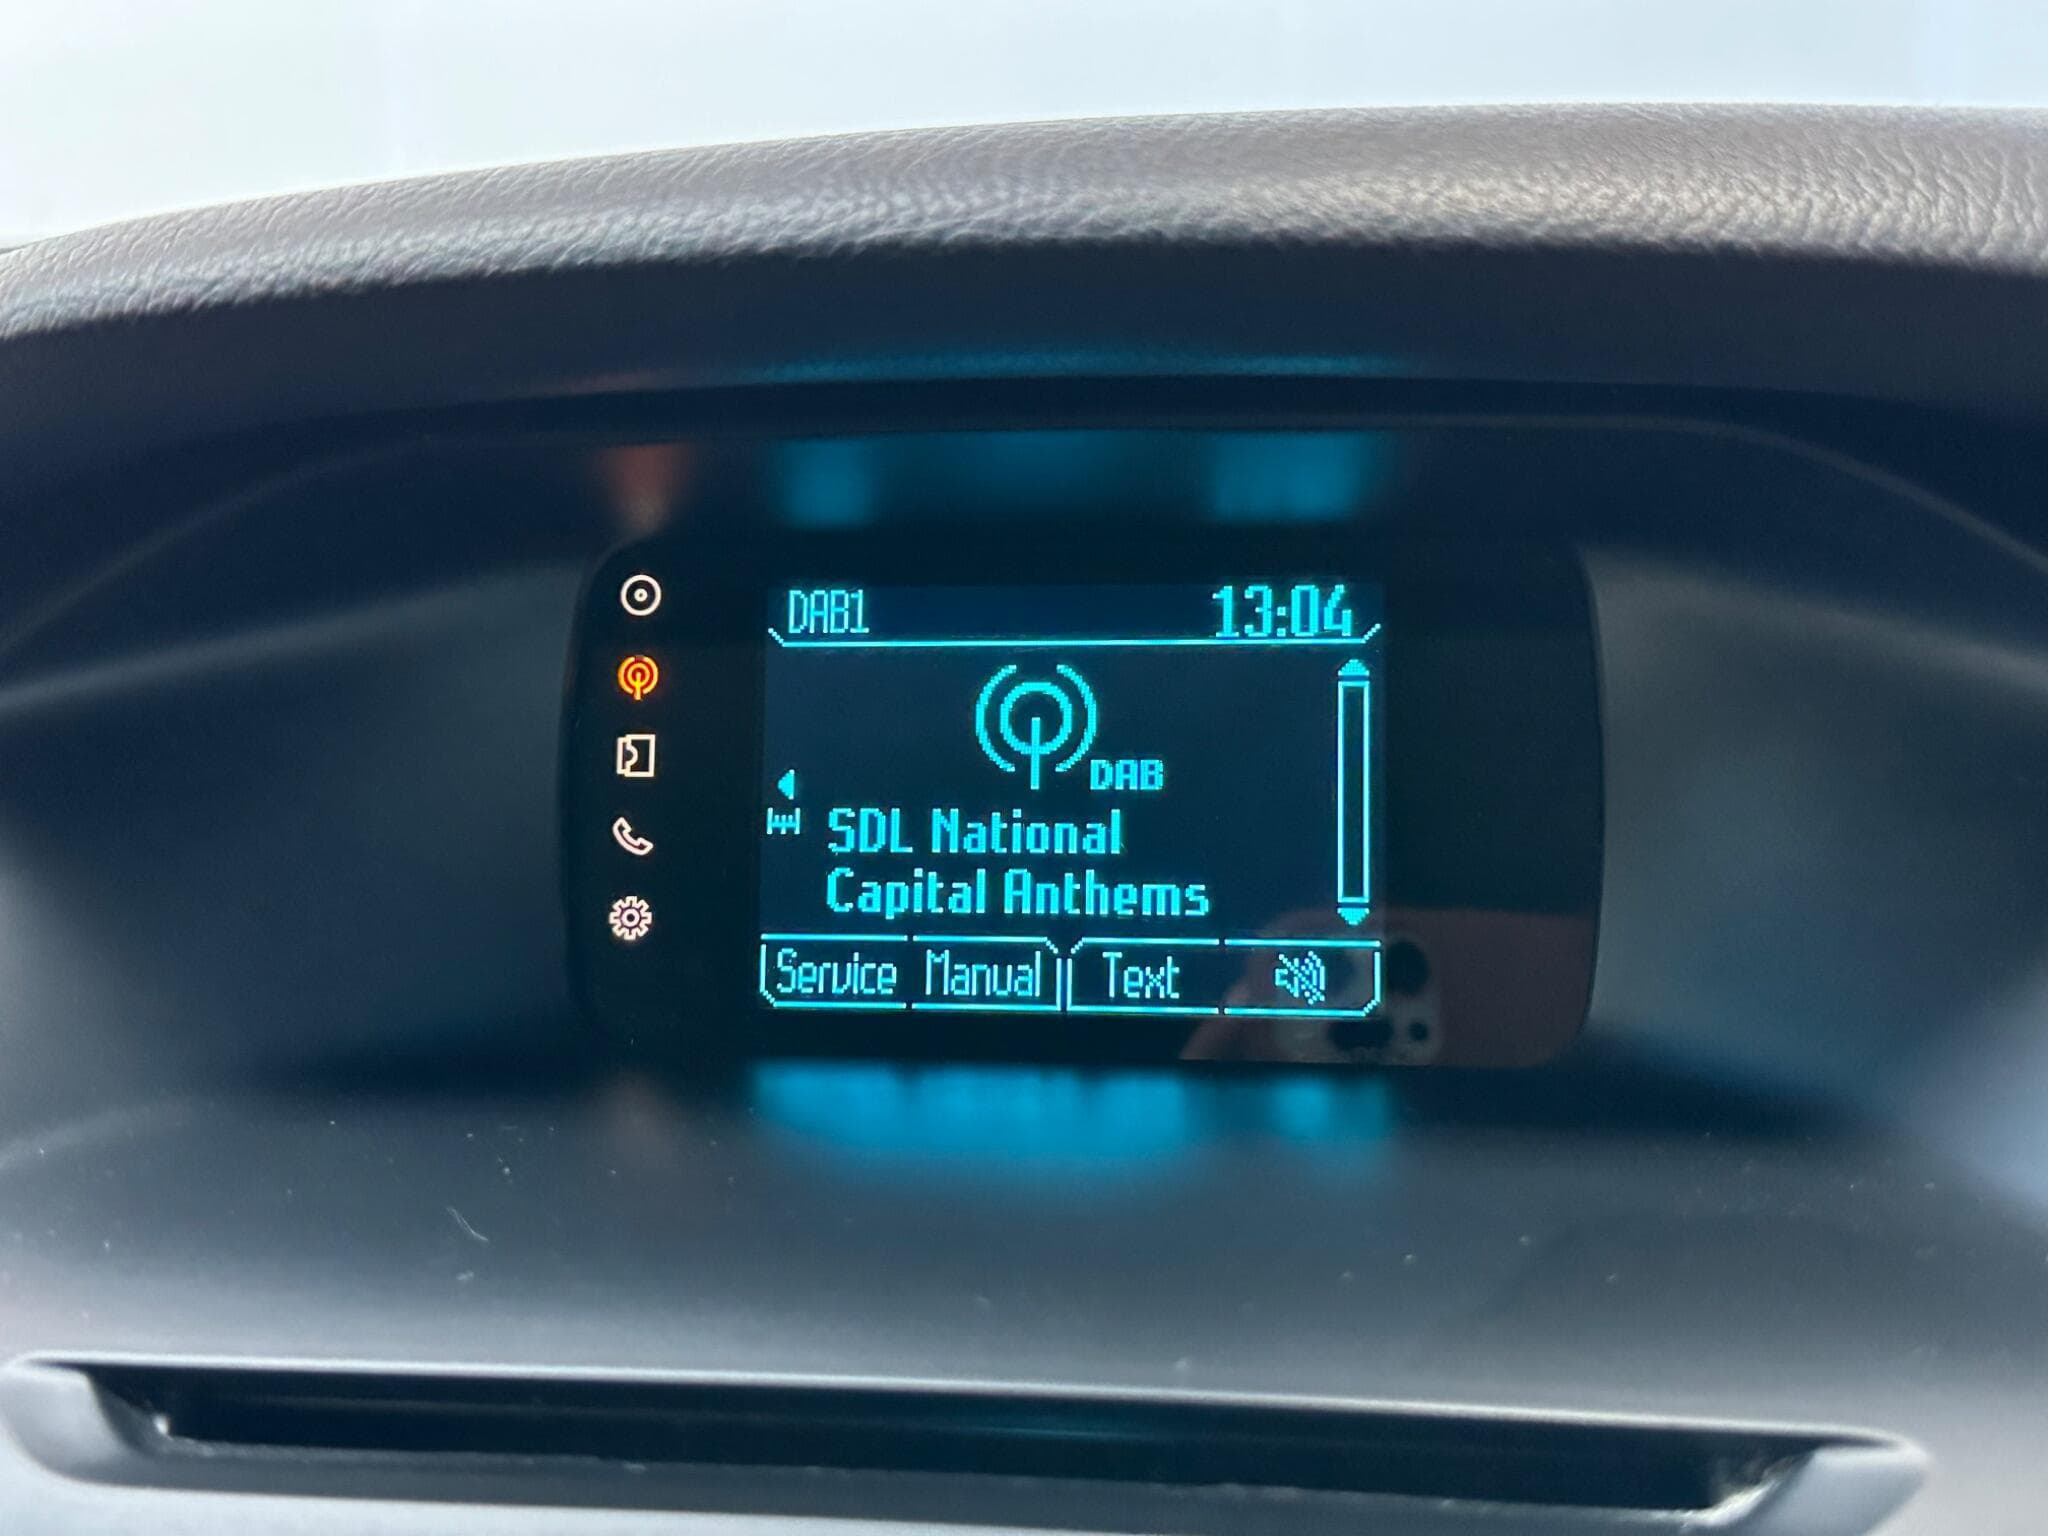 DAB1 13:04
DAB
SDL National
Capital Anthems
Service Manual Text